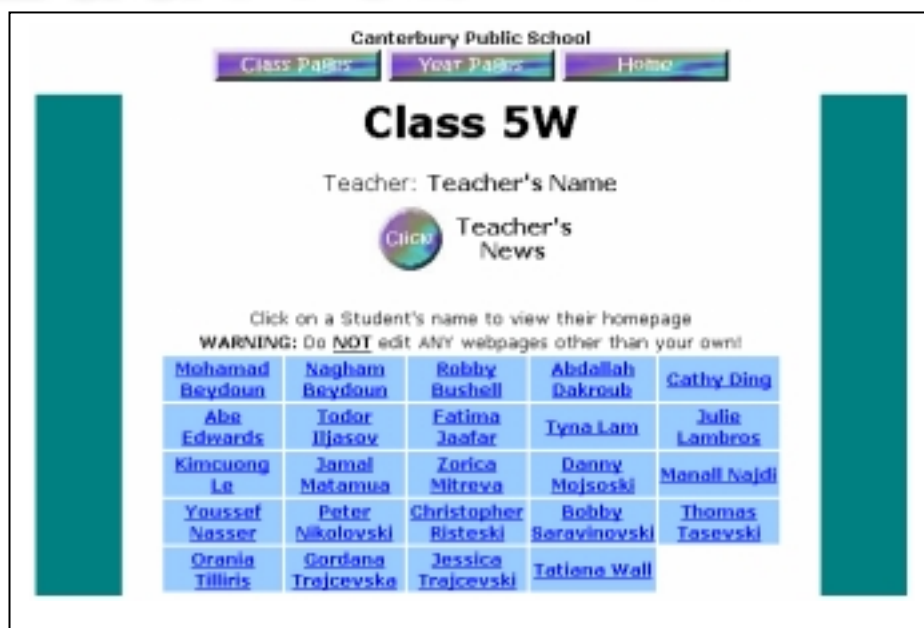 Canterbury Public School
Class Pages Year Pages Home
Class 5W
Teacher: Teacher's Name
Click! Teacher's
News
Click on a Student's name to view their homepage
WARNING: Do NOT edit ANY webpages other than your own!
Mohamad Beydoun Nagham Beydoun Robby Bushell Abdallah Dakroub Cathy Ding
Abe Edwards Todor Iljasov Fatima Jaafar Tyna Lam Julie Lambros
Kimcuong Le Jamal Matamua Zorica Mitreva Danny Mojsoski Manall Najdi
Youssef Nasser Peter Nikolovski Christopher Risteski Bobby Saravinovski Thomas Tasevski
Orania Tilliris Gordana Trajcevska Jessica Trajcevski Tatiana Wall